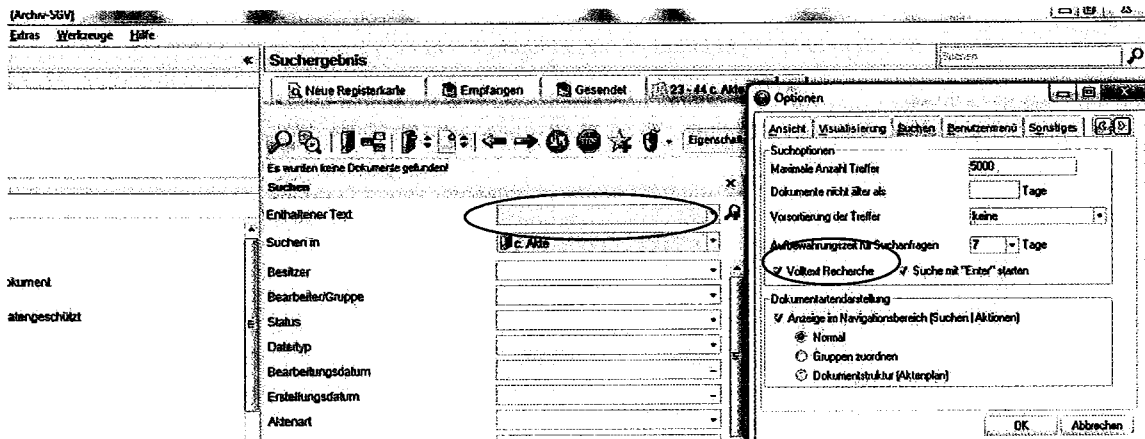 [Archiv-SGV]
Extras Werkzeuge Hilfe
« Suchergebnis
Suchen
Neue Registerkarte Empfangen Gesendet 23 - 44 c. Akte
Es wurden keine Dokumente gefunden!
Suchen
Enthaltener Text
Suchen in c. Akte
Besitzer
Bearbeiter/Gruppe
Status
Dateityp
Bearbeitungsdatum
Erstellungsdatum
Aktenart
okument
atengeschützt
Optionen
Ansicht Visualisierung Suchen Benutzermenü Sonstiges
Suchoptionen
Maximale Anzahl Treffer 5000
Dokumente nicht älter als Tage
Vorsortierung der Treffer keine
Aufbewahrungszeit für Suchanfragen 7 Tage
Volltext Recherche Suche mit "Enter" starten
Dokumentartendarstellung
Anzeige im Navigationsbereich (Suchen | Aktionen)
Normal
Gruppen zuordnen
Dokumentstruktur (Aktenplan)
OK Abbrechen